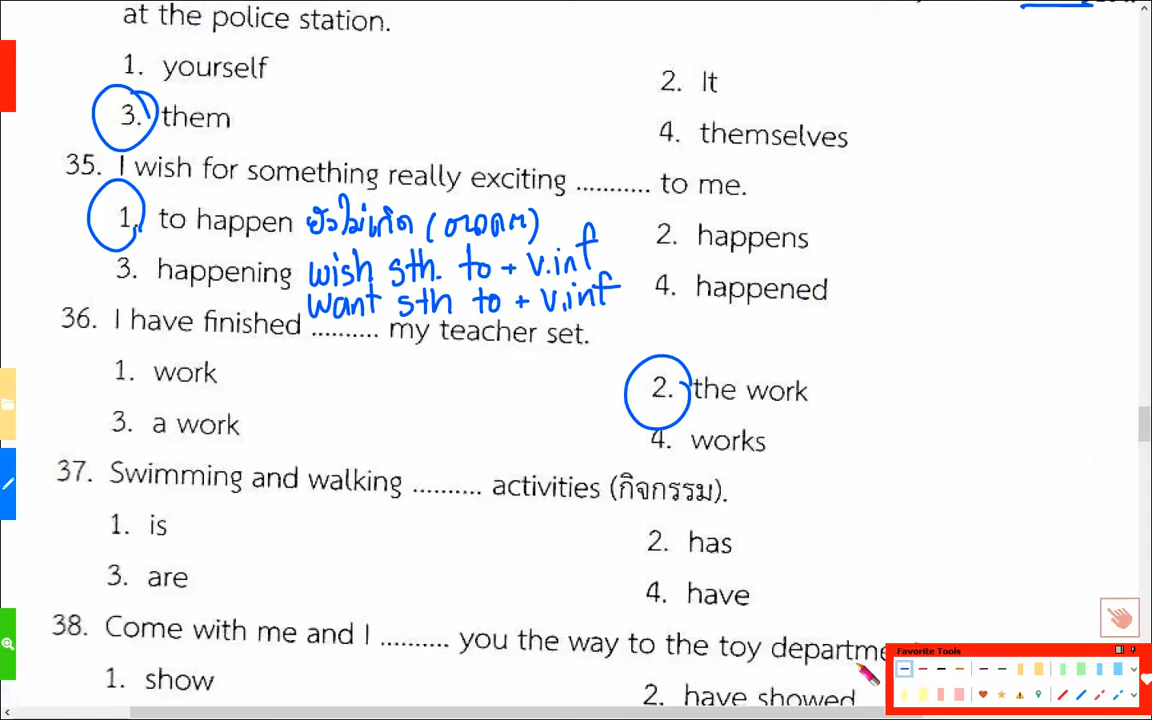 at the police station.
1. yourself
2. It
3. them
4. themselves
35. I wish for something really exciting .......... to me.
1. to happen ยังไม่เกิด (อนาคต)
2. happens
3. happening wish sth. to + v.inf
4. happened
want sth to + v.inf
36. I have finished .......... my teacher set.
1. work
2. the work
3. a work
4. works
37. Swimming and walking .......... activities (กิจกรรม).
1. is
2. has
3. are
4. have
38. Come with me and I .......... you the way to the toy departme
1. show
2. have showed
Favorite Tools